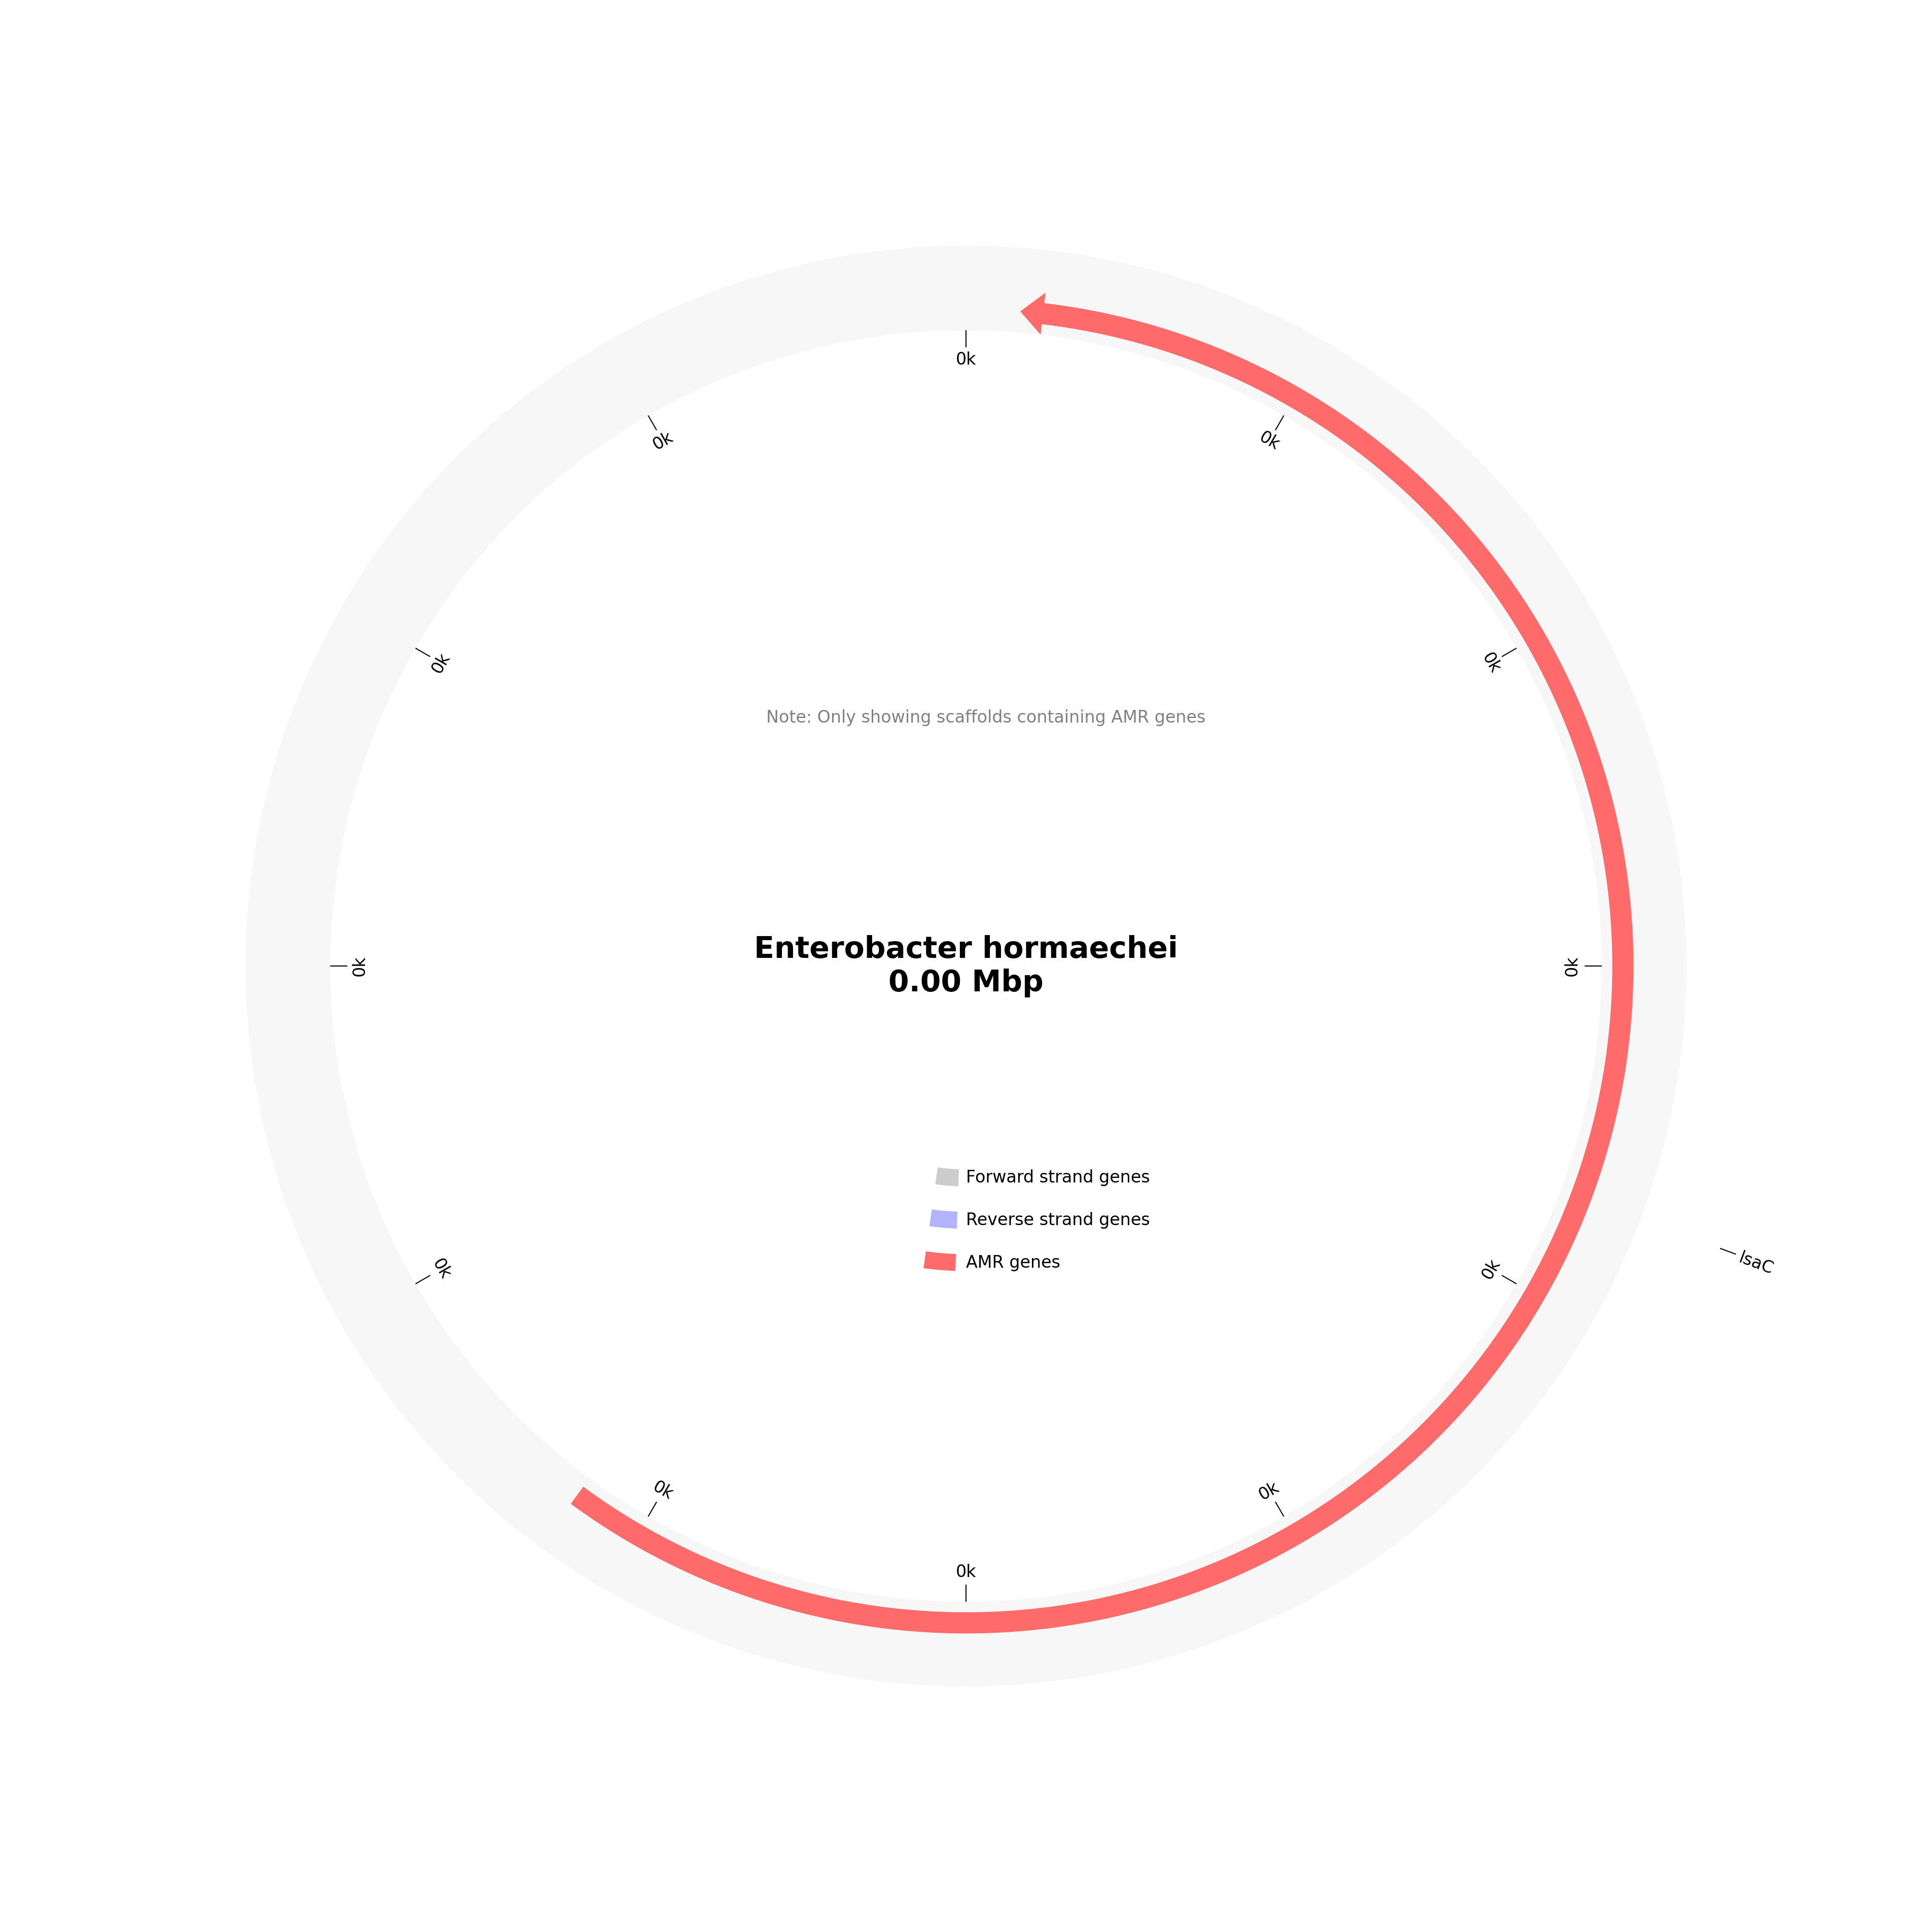 0k
0k
0k
0k
0k
0k
Note: Only showing scaffolds containing AMR genes
Enterobacter hormaechei
0.00 Mbp
0k
0k
Forward strand genes
Reverse strand genes
AMR genes
lsaC
0k
0k
0k
0k
0k